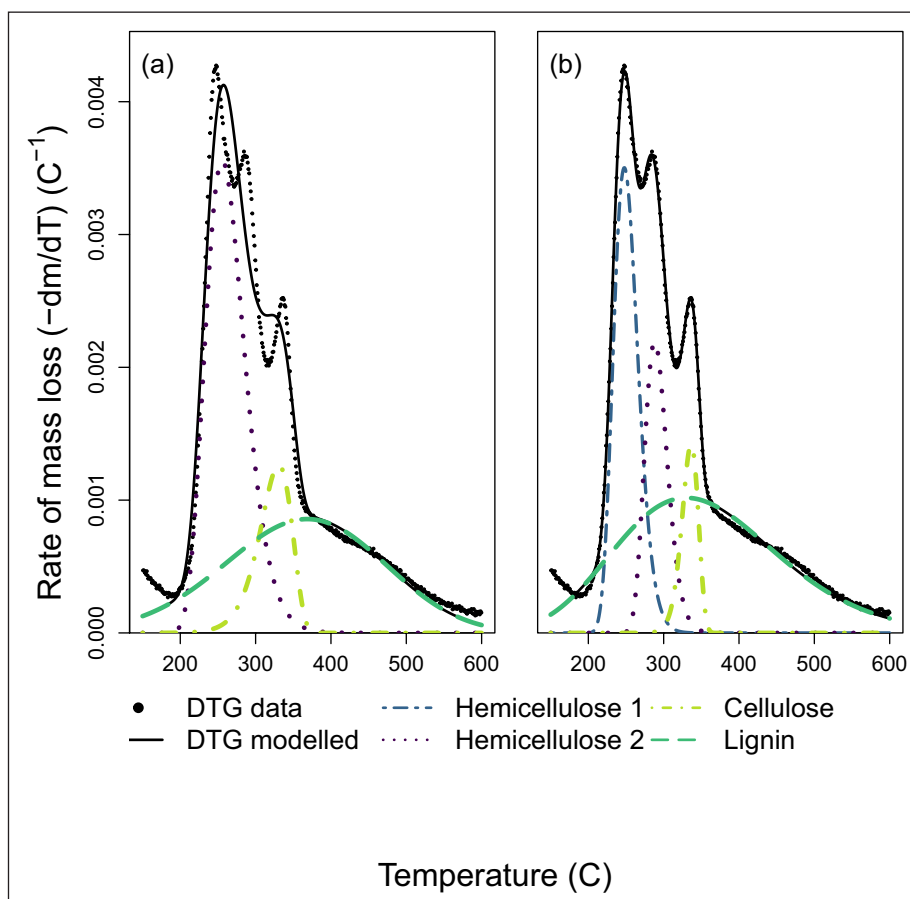 (a) (b)
Rate of mass loss (−dm/dT) (C⁻¹)
0.004
0.003
0.002
0.001
0.000
200 300 400 500 600 200 300 400 500 600
DTG data Hemicellulose 1 Cellulose
DTG modelled Hemicellulose 2 Lignin
Temperature (C)